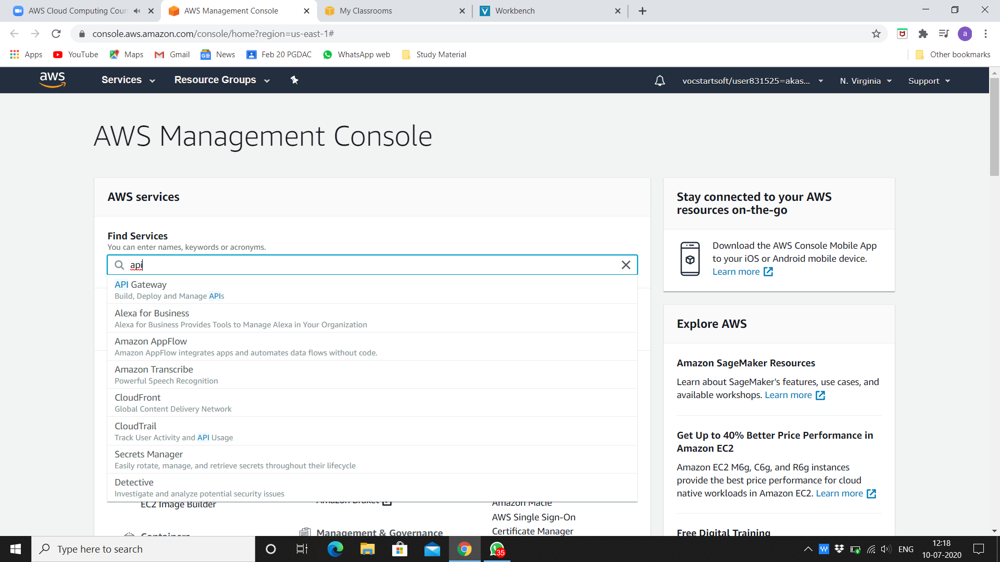 AWS Cloud Computing Cour
AWS Management Console
My Classrooms
Workbench
console.aws.amazon.com/console/home?region=us-east-1#
a
Apps
YouTube
Maps
Gmail
News
Feb 20 PGDAC
WhatsApp web
Study Material
Other bookmarks
aws
Services
Resource Groups
vocstartsoft/user831525=akas...
N. Virginia
Support
AWS Management Console
AWS services
Find Services
You can enter names, keywords or acronyms.
api
API Gateway
Build, Deploy and Manage APIs
Alexa for Business
Alexa for Business Provides Tools to Manage Alexa in Your Organization
Amazon AppFlow
Amazon AppFlow integrates apps and automates data flows without code.
Amazon Transcribe
Powerful Speech Recognition
CloudFront
Global Content Delivery Network
CloudTrail
Track User Activity and API Usage
Secrets Manager
Easily rotate, manage, and retrieve secrets throughout their lifecycle
Detective
Investigate and analyze potential security issues
EC2 Image Builder
Amazon Braket
Amazon Macie
AWS Single Sign-On
Certificate Manager
Containers
Management & Governance
Stay connected to your AWS
resources on-the-go
Download the AWS Console Mobile App
to your iOS or Android mobile device.
Learn more
Explore AWS
Amazon SageMaker Resources
Learn about SageMaker's features, use cases, and
available workshops. Learn more
Get Up to 40% Better Price Performance in
Amazon EC2
Amazon EC2 M6g, C6g, and R6g instances
provide the best price performance for cloud
native workloads in Amazon EC2. Learn more
Free Digital Training
Type here to search
35
ENG
12:18
10-07-2020